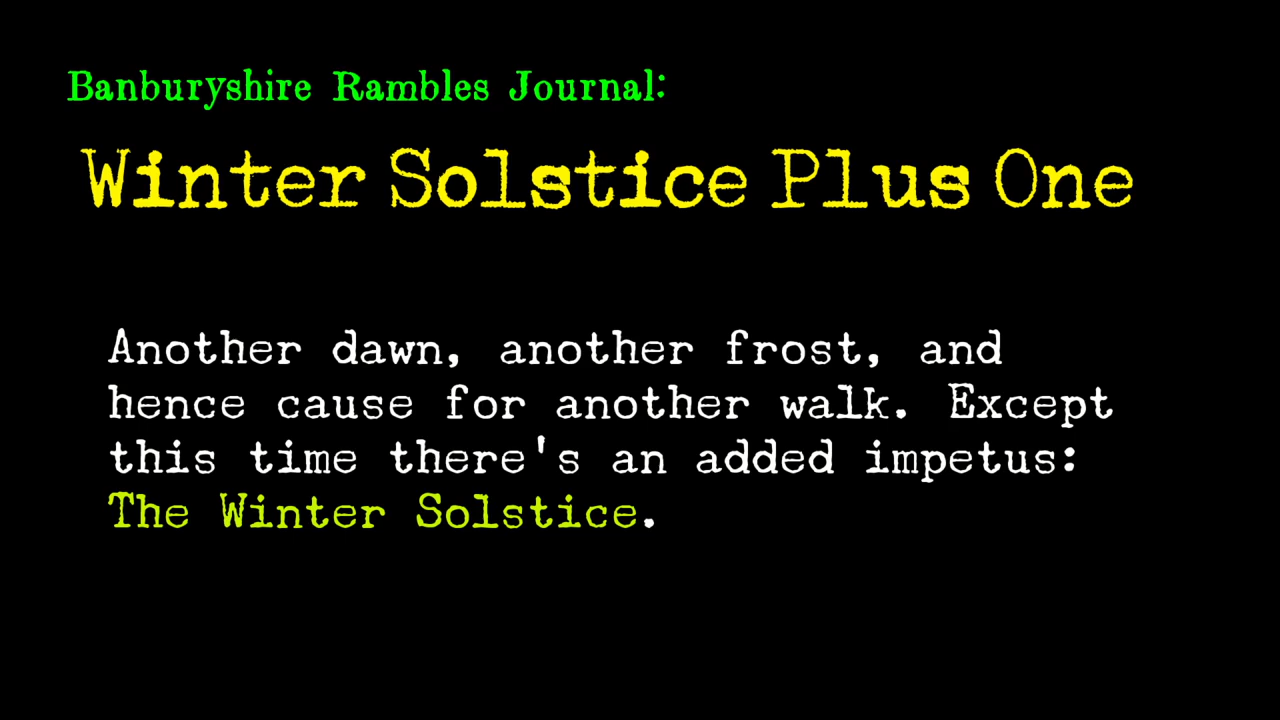 Banburyshire Rambles Journal:
Winter Solstice Plus One
Another dawn, another frost, and
hence cause for another walk. Except
this time there's an added impetus:
The Winter Solstice.